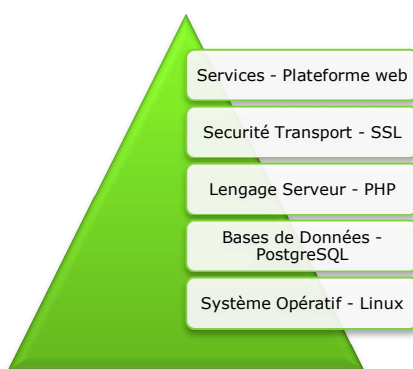 Services - Plateforme web
Securité Transport - SSL
Lengage Serveur - PHP
Bases de Données -
PostgreSQL
Système Opératif - Linux